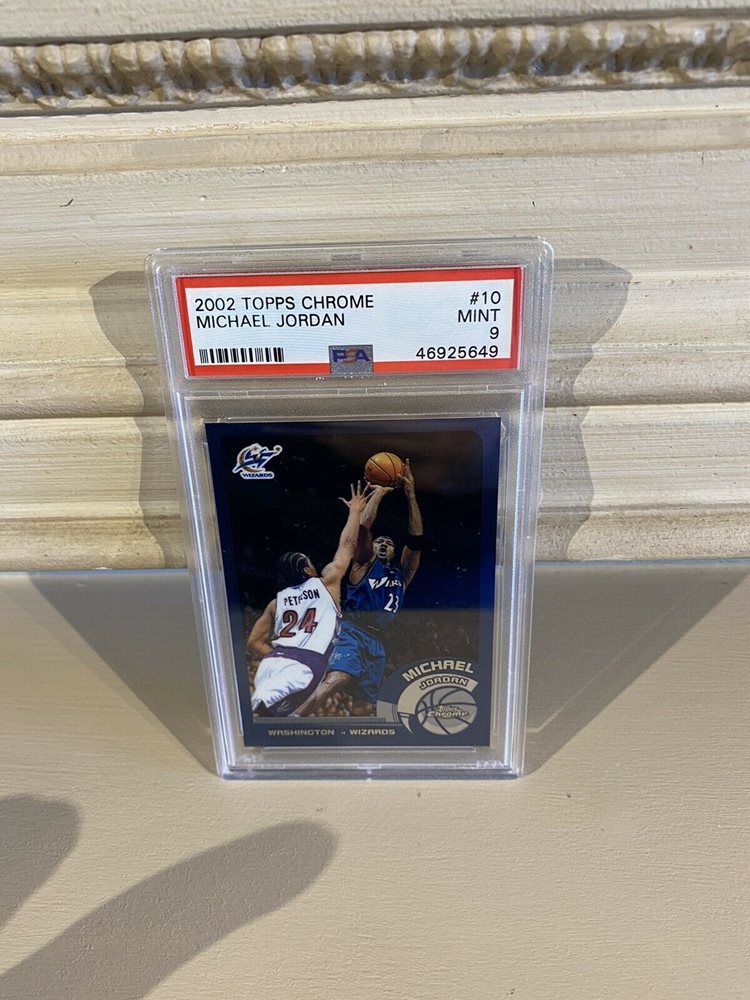 2002 TOPPS CHROME #10
MICHAEL JORDAN MINT
9
PSA 46925649
WIZARDS
PETERSON
24
23
MICHAEL
JORDAN
Topps
Chrome
WASHINGTON WIZARDS